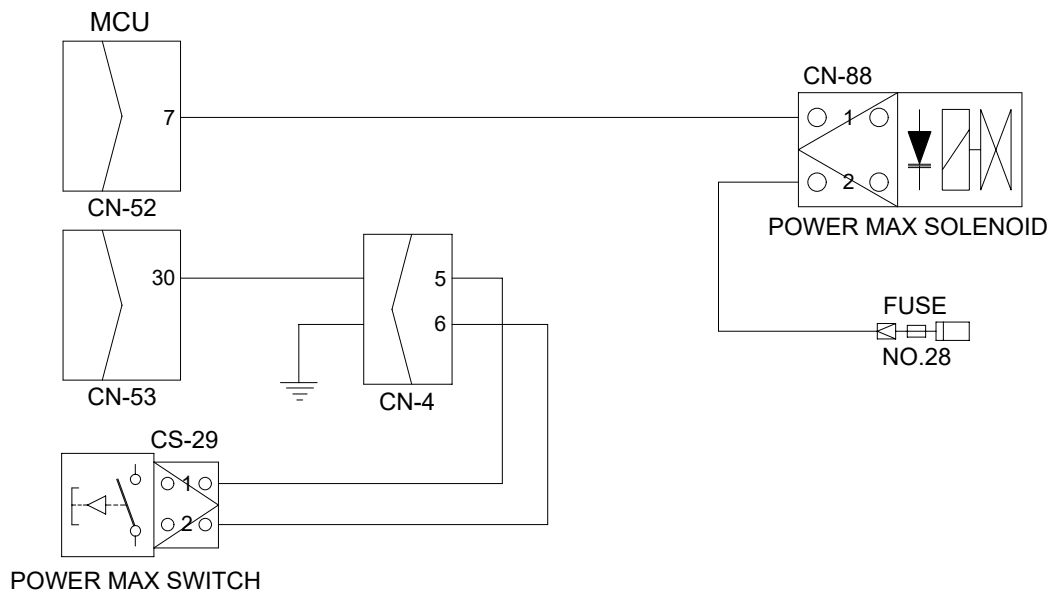 MCU
7
CN-52
CN-88
1
2
POWER MAX SOLENOID
30
CN-53
5
6
CN-4
FUSE
NO.28
CS-29
1
2
POWER MAX SWITCH